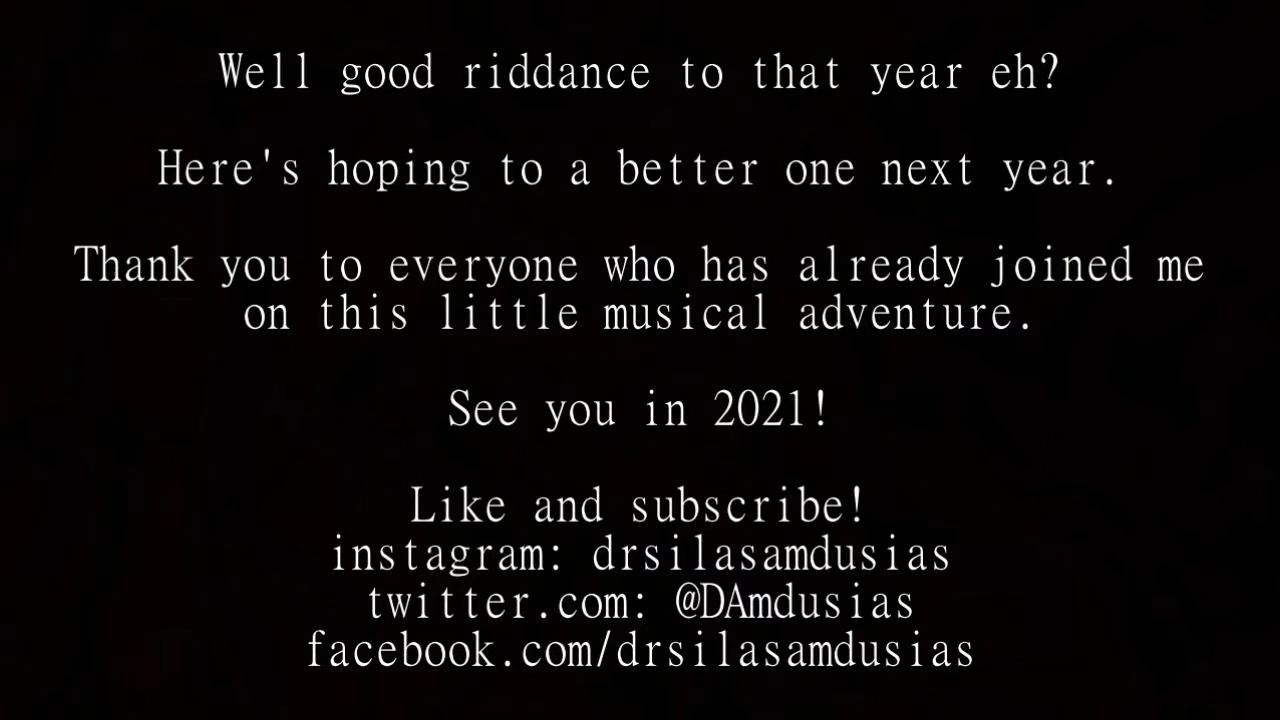 Well good riddance to that year eh?
Here's hoping to a better one next year.
Thank you to everyone who has already joined me
on this little musical adventure.
See you in 2021!
Like and subscribe!
instagram: drsilasamdusias
twitter.com: @DAmdusias
facebook.com/drsilasamdusias